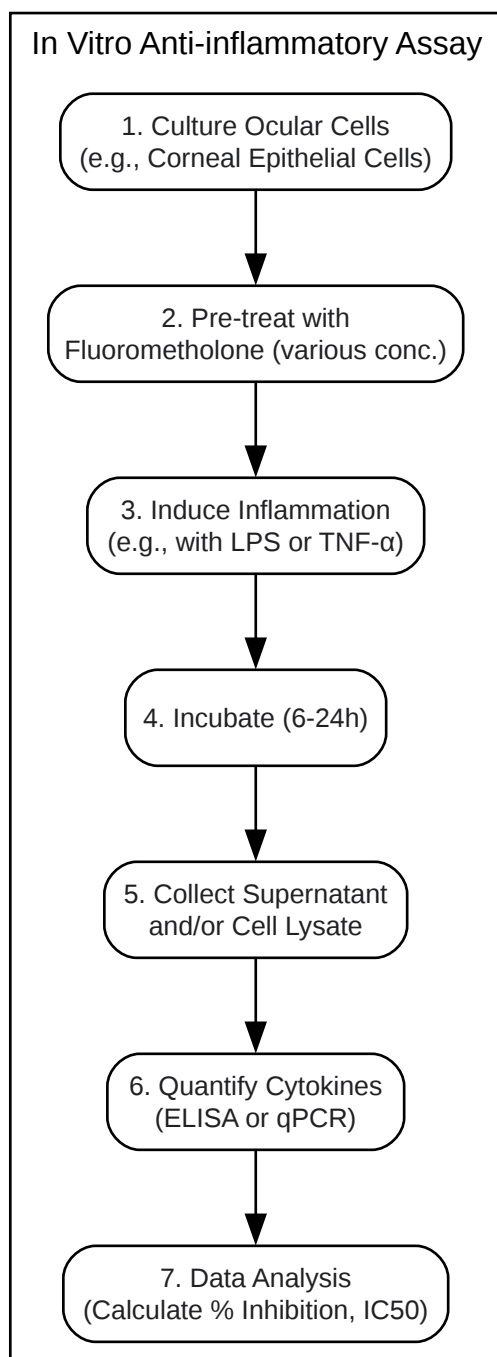 In Vitro Anti-inflammatory Assay
1. Culture Ocular Cells
(e.g., Corneal Epithelial Cells)
2. Pre-treat with
Fluorometholone (various conc.)
3. Induce Inflammation
(e.g., with LPS or TNF-α)
4. Incubate (6-24h)
5. Collect Supernatant
and/or Cell Lysate
6. Quantify Cytokines
(ELISA or qPCR)
7. Data Analysis
(Calculate % Inhibition, IC50)